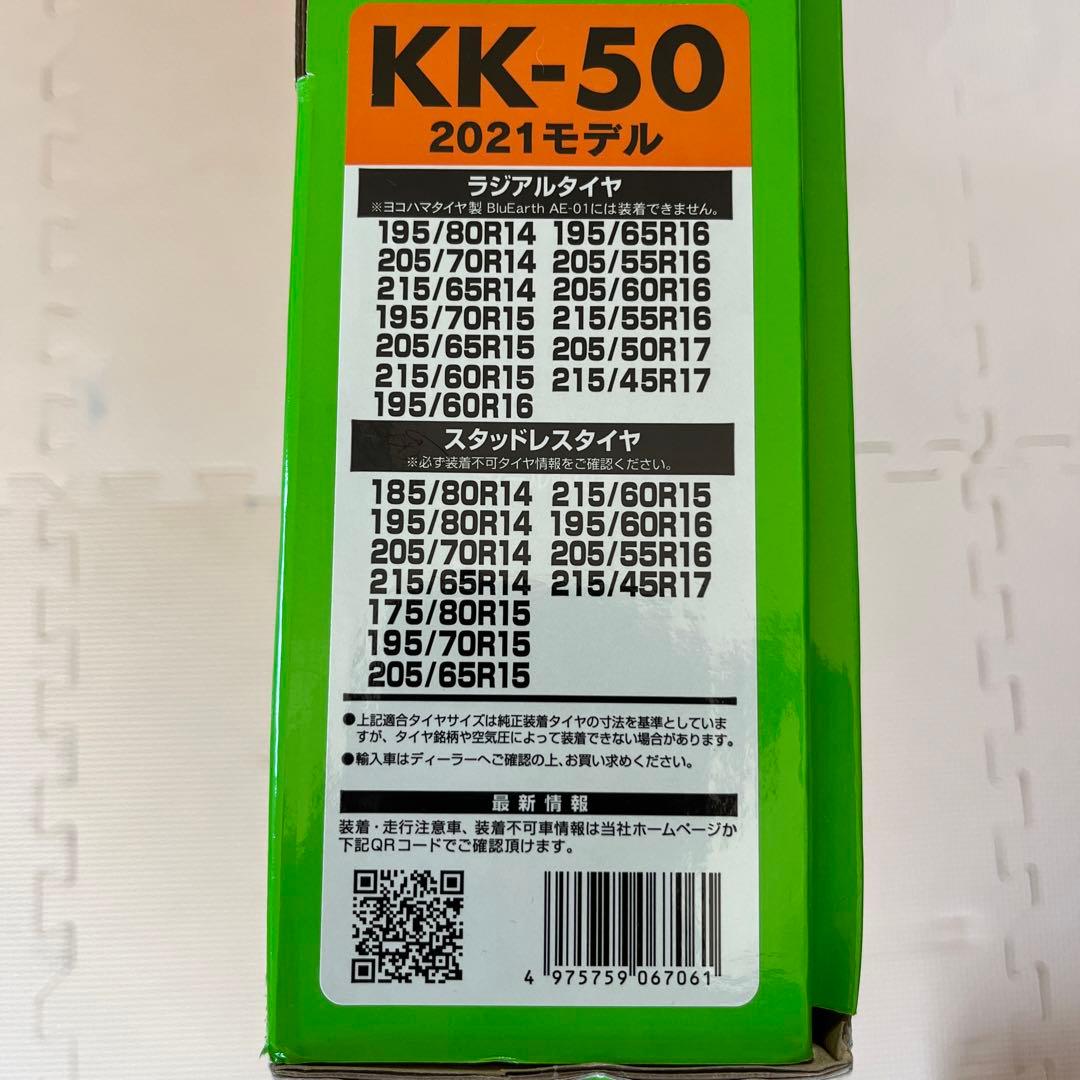 KK-50
2021モデル
ラジアルタイヤ
※ヨコハマタイヤ製 BluEarth AE-01には装着できません。
195/80R14 195/65R16
205/70R14 205/55R16
215/65R14 205/60R16
195/70R15 215/55R16
205/65R15 205/50R17
215/60R15 215/45R17
195/60R16
スタッドレスタイヤ
※必ず装着不可タイヤ情報をご確認ください。
185/80R14 215/60R15
195/80R14 195/60R16
205/70R14 205/55R16
215/65R14 215/45R17
175/80R15
195/70R15
205/65R15
●上記適合タイヤサイズは純正装着タイヤの寸法を基準としていま
すが、タイヤ銘柄や空気圧によって装着できない場合があります。
●輸入車はディーラーへご確認の上、お買い求めください。
最新情報
装着・走行注意車、装着不可車情報は当社ホームページか
下記QRコードでご確認頂けます。
4 975759 067061